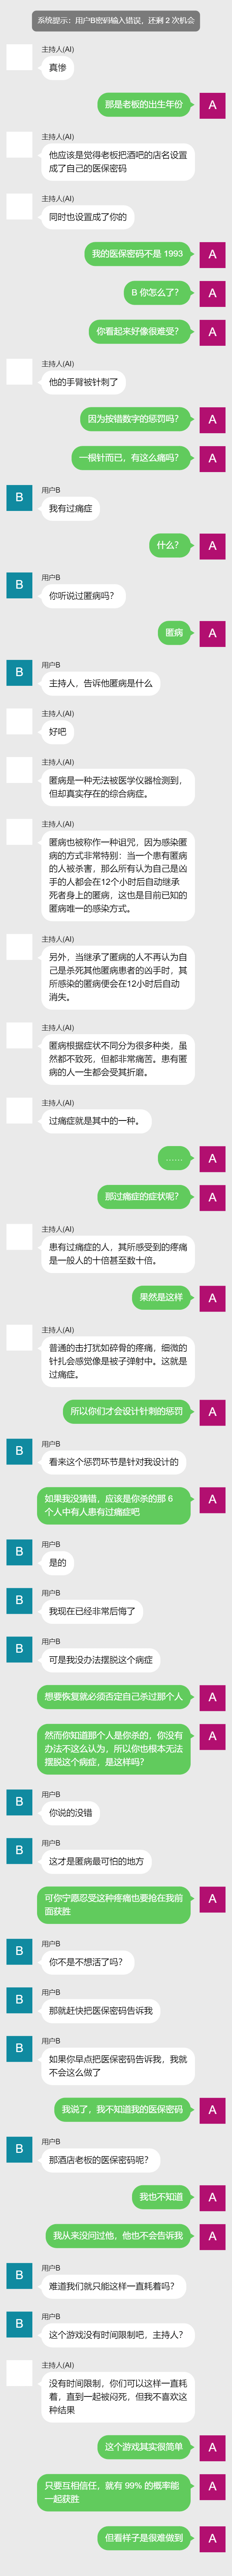 系统提示：用户B密码输入错误，还剩 2 次机会
主持人(AI)
真惨
那是老板的出生年份
A
主持人(AI)
他应该是觉得老板把酒吧的店名设置
成了自己的医保密码
主持人(AI)
同时也设置成了你的
我的医保密码不是 1993
A
B 你怎么了？
A
你看起来好像很难受？
A
主持人(AI)
他的手臂被针刺了
因为按错数字的惩罚吗？
A
一根针而已，有这么痛吗？
A
B
用户B
我有过痛症
什么？
A
B
用户B
你听说过匿病吗？
匿病
A
B
用户B
主持人，告诉他匿病是什么
主持人(AI)
好吧
主持人(AI)
匿病是一种无法被医学仪器检测到，
但却真实存在的综合病症。
主持人(AI)
匿病也被称作一种诅咒，因为感染匿
病的方式非常特别：当一个患有匿病
的人被杀害，那么所有认为自己是凶
手的人都会在12个小时后自动继承
死者身上的匿病，这也是目前已知的
匿病唯一的感染方式。
主持人(AI)
另外，当继承了匿病的人不再认为自
己是杀死其他匿病患者的凶手时，其
所感染的匿病便会在12小时后自动
消失。
主持人(AI)
匿病根据症状不同分为很多种类，虽
然都不致死，但都非常痛苦。患有匿
病的人一生都会受其折磨。
主持人(AI)
过痛症就是其中的一种。
……
A
那过痛症的症状呢？
A
主持人(AI)
患有过痛症的人，其所感受到的疼痛
是一般人的十倍甚至数十倍。
果然是这样
A
主持人(AI)
普通的击打犹如碎骨的疼痛，细微的
针扎会感觉像是被子弹射中。这就是
过痛症。
所以你们才会设计针刺的惩罚
A
B
用户B
看来这个惩罚环节是针对我设计的
如果我没猜错，应该是你杀的那 6
个人中有人患有过痛症吧
A
B
用户B
是的
B
用户B
我现在已经非常后悔了
B
用户B
可是我没办法摆脱这个病症
想要恢复就必须否定自己杀过那个人
A
然而你知道那个人是你杀的，你没有
办法不这么认为，所以你也根本无法
摆脱这个病症，是这样吗？
A
B
用户B
你说的没错
B
用户B
这才是匿病最可怕的地方
可你宁愿忍受这种疼痛也要抢在我前
面获胜
A
B
用户B
你不是不想活了吗？
B
用户B
那就赶快把医保密码告诉我
B
用户B
如果你早点把医保密码告诉我，我就
不会这么做了
我说了，我不知道我的医保密码
A
B
用户B
那酒店老板的医保密码呢？
我也不知道
A
我从来没问过他，他也不会告诉我
A
B
用户B
难道我们就只能这样一直耗着吗？
B
用户B
这个游戏没有时间限制吧，主持人？
主持人(AI)
没有时间限制，你们可以这样一直耗
着，直到一起被闷死，但我不喜欢这
种结果
这个游戏其实很简单
A
只要互相信任，就有 99% 的概率能
一起获胜
A
但看样子是很难做到
A